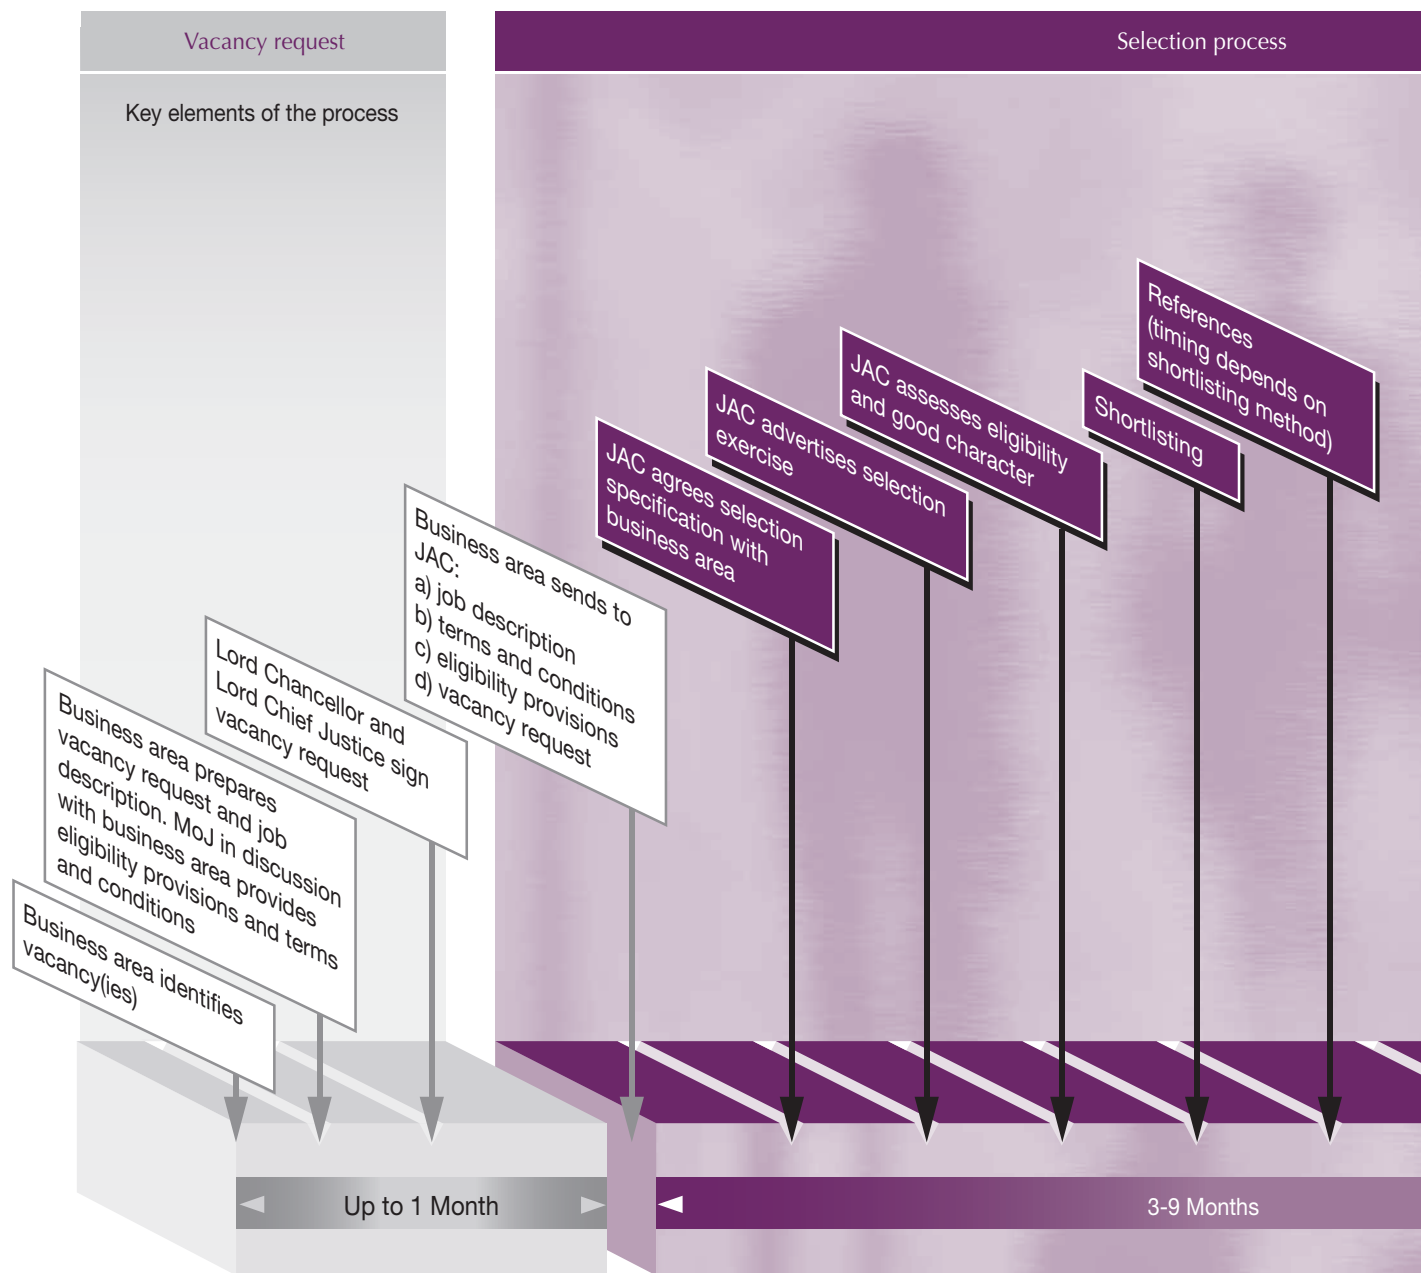 Vacancy request
Selection process
Key elements of the process
Business area identifies
vacancy(ies)
Business area prepares
vacancy request and job
description. MoJ in discussion
with business area provides
eligibility provisions and terms
and conditions
Lord Chancellor and
Lord Chief Justice sign
vacancy request
Business area sends to
JAC:
a) job description
b) terms and conditions
c) eligibility provisions
d) vacancy request
JAC agrees selection
specification with
business area
JAC advertises selection
exercise
JAC assesses eligibility
and good character
Shortlisting
References
(timing depends on
shortlisting method)
Up to 1 Month
3-9 Months